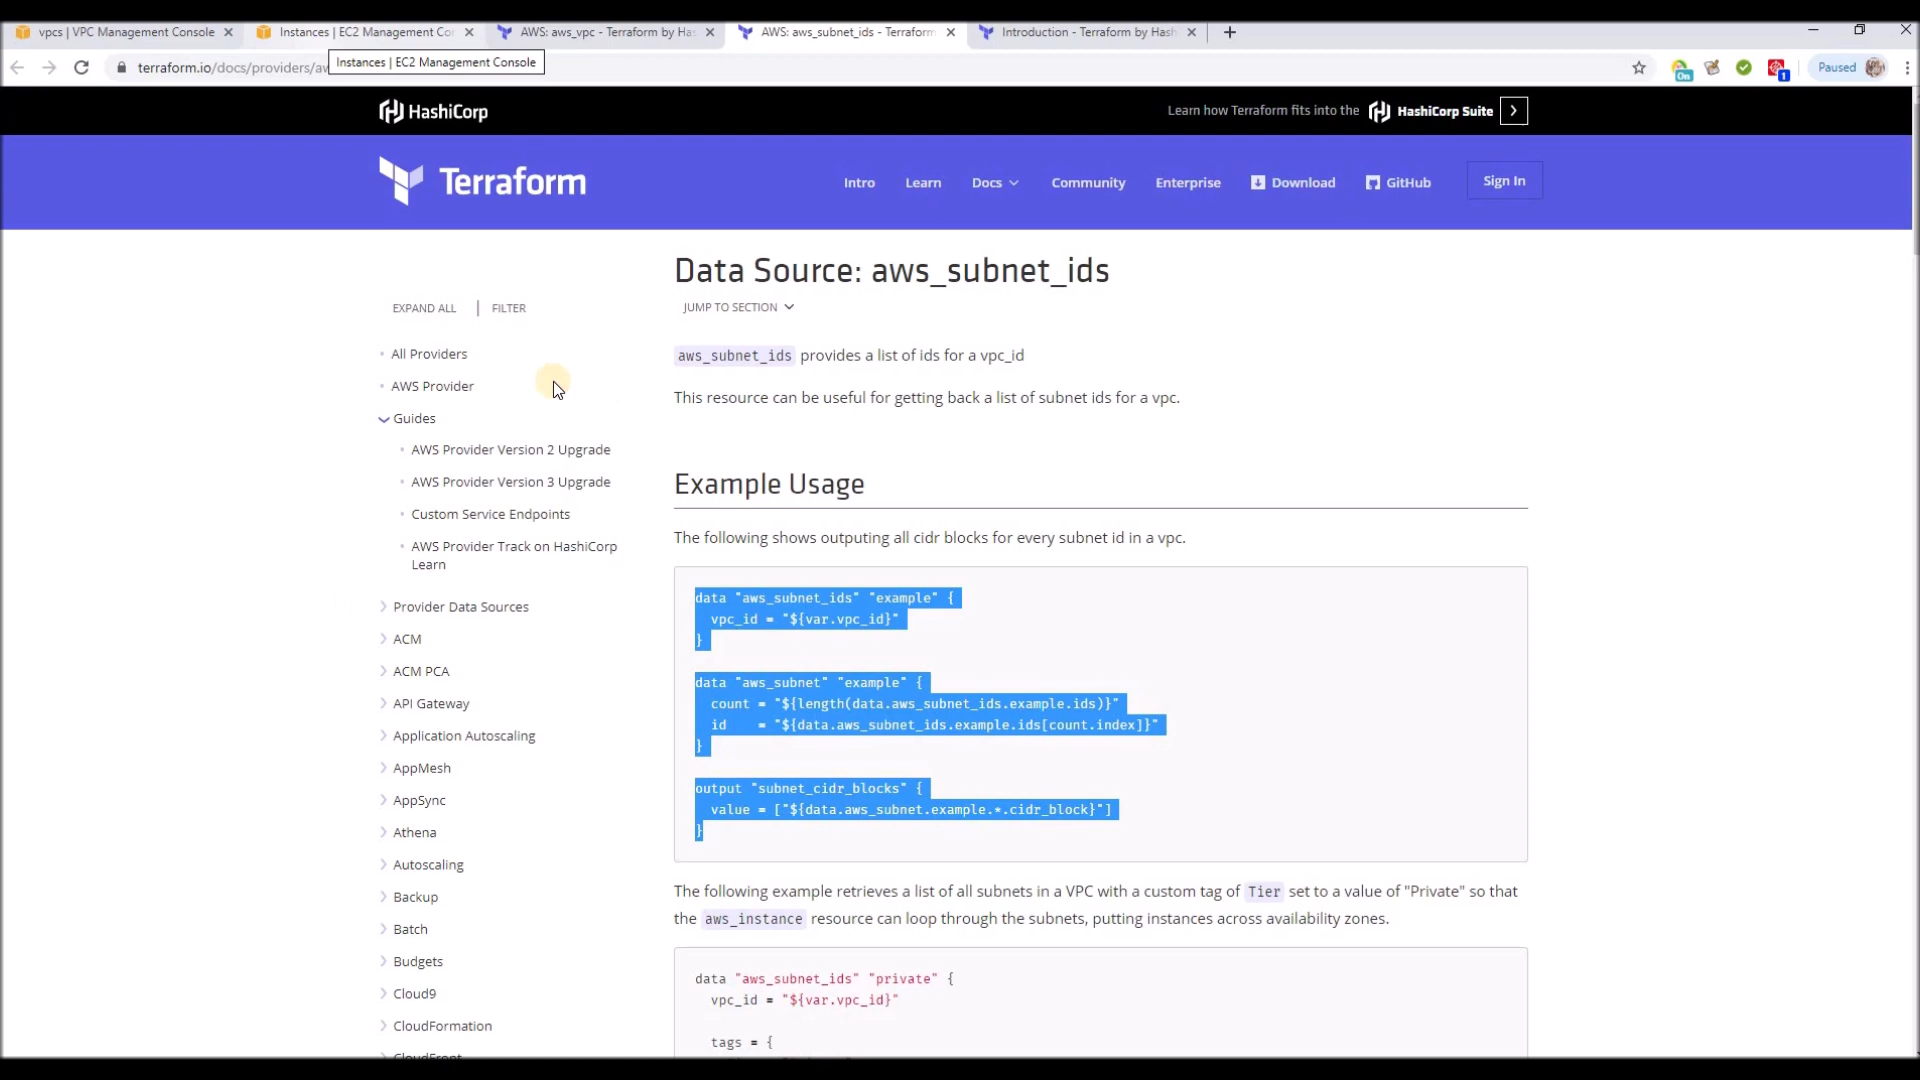 vpcs | VPC Management Console
Instances | EC2 Management Co
AWS: aws_vpc - Terraform by Has
AWS: aws_subnet_ids - Terraform
Introduction - Terraform by Hash
terraform.io/docs/providers/aw
Instances | EC2 Management Console
On
1
Paused
HashiCorp
Learn how Terraform fits into the HashiCorp Suite
Terraform
Intro
Learn
Docs
Community
Enterprise
Download
GitHub
Sign In
EXPAND ALL | FILTER
All Providers
AWS Provider
Guides
AWS Provider Version 2 Upgrade
AWS Provider Version 3 Upgrade
Custom Service Endpoints
AWS Provider Track on HashiCorp
Learn
Provider Data Sources
ACM
ACM PCA
API Gateway
Application Autoscaling
AppMesh
AppSync
Athena
Autoscaling
Backup
Batch
Budgets
Cloud9
CloudFormation
CloudFront
Data Source: aws_subnet_ids
JUMP TO SECTION
aws_subnet_ids provides a list of ids for a vpc_id
This resource can be useful for getting back a list of subnet ids for a vpc.
Example Usage
The following shows outputing all cidr blocks for every subnet id in a vpc.
data "aws_subnet_ids" "example" {
vpc_id = "${var.vpc_id}"
}
data "aws_subnet" "example" {
count = "${length(data.aws_subnet_ids.example.ids)}"
id    = "${data.aws_subnet_ids.example.ids[count.index]}"
}
output "subnet_cidr_blocks" {
value = ["${data.aws_subnet.example.*.cidr_block}"]
}
The following example retrieves a list of all subnets in a VPC with a custom tag of Tier set to a value of "Private" so that
the aws_instance resource can loop through the subnets, putting instances across availability zones.
data "aws_subnet_ids" "private" {
vpc_id = "${var.vpc_id}"
tags = {